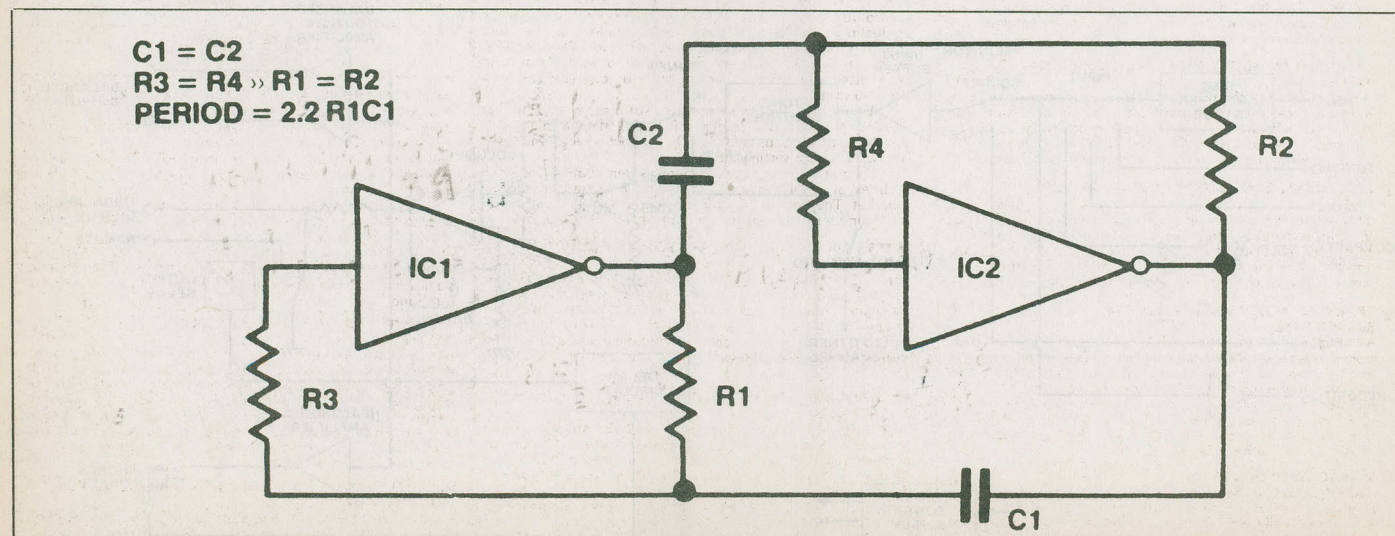 C1 = C2
R3 = R4 » R1 = R2
PERIOD = 2.2 R1C1
C2
R4
R2
IC1
IC2
R3
R1
C1